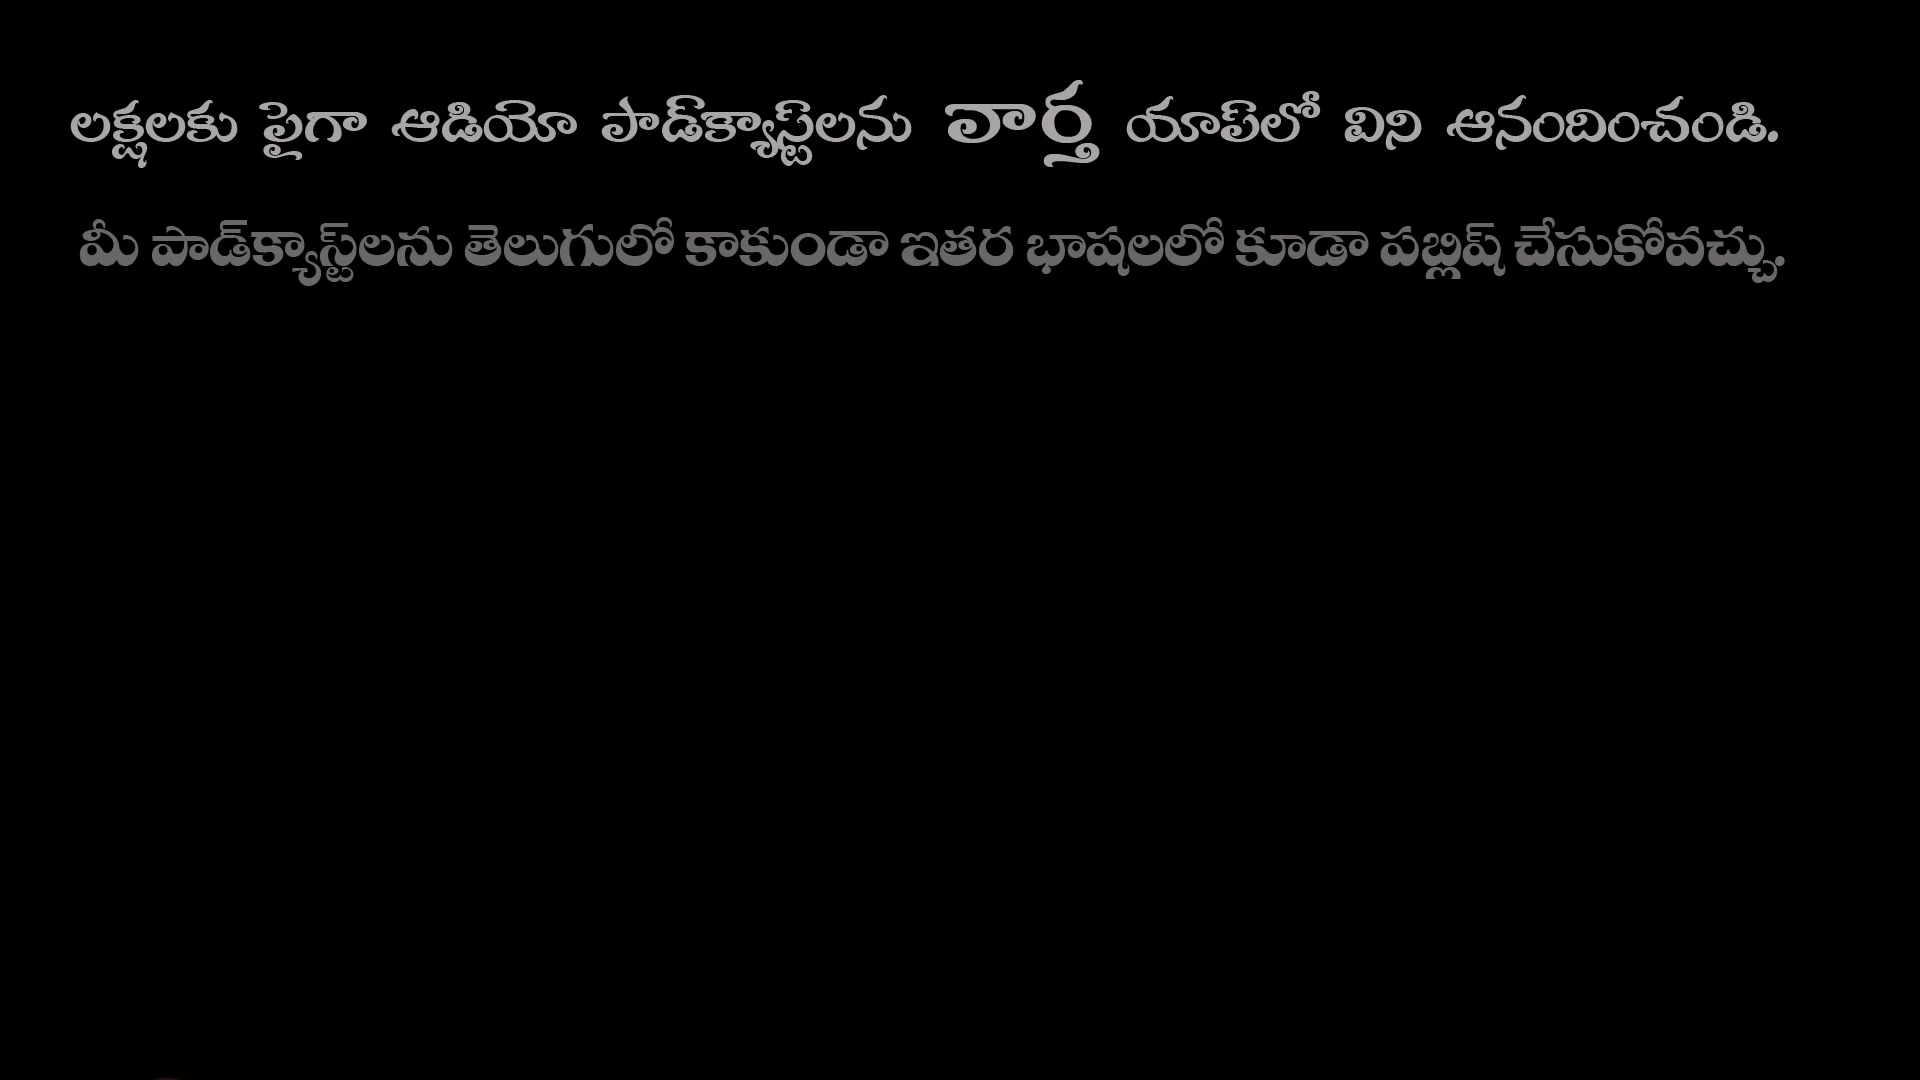 లక్షలకు పైగా ఆడియో పాడ్‌క్యాస్ట్‌లను వార్త యాప్‌లో విని ఆనందించండి.
మీ పాడ్‌క్యాస్ట్‌లను తెలుగులో కాకుండా ఇతర భాషలలో కూడా పబ్లిష్ చేసుకోవచ్చు.